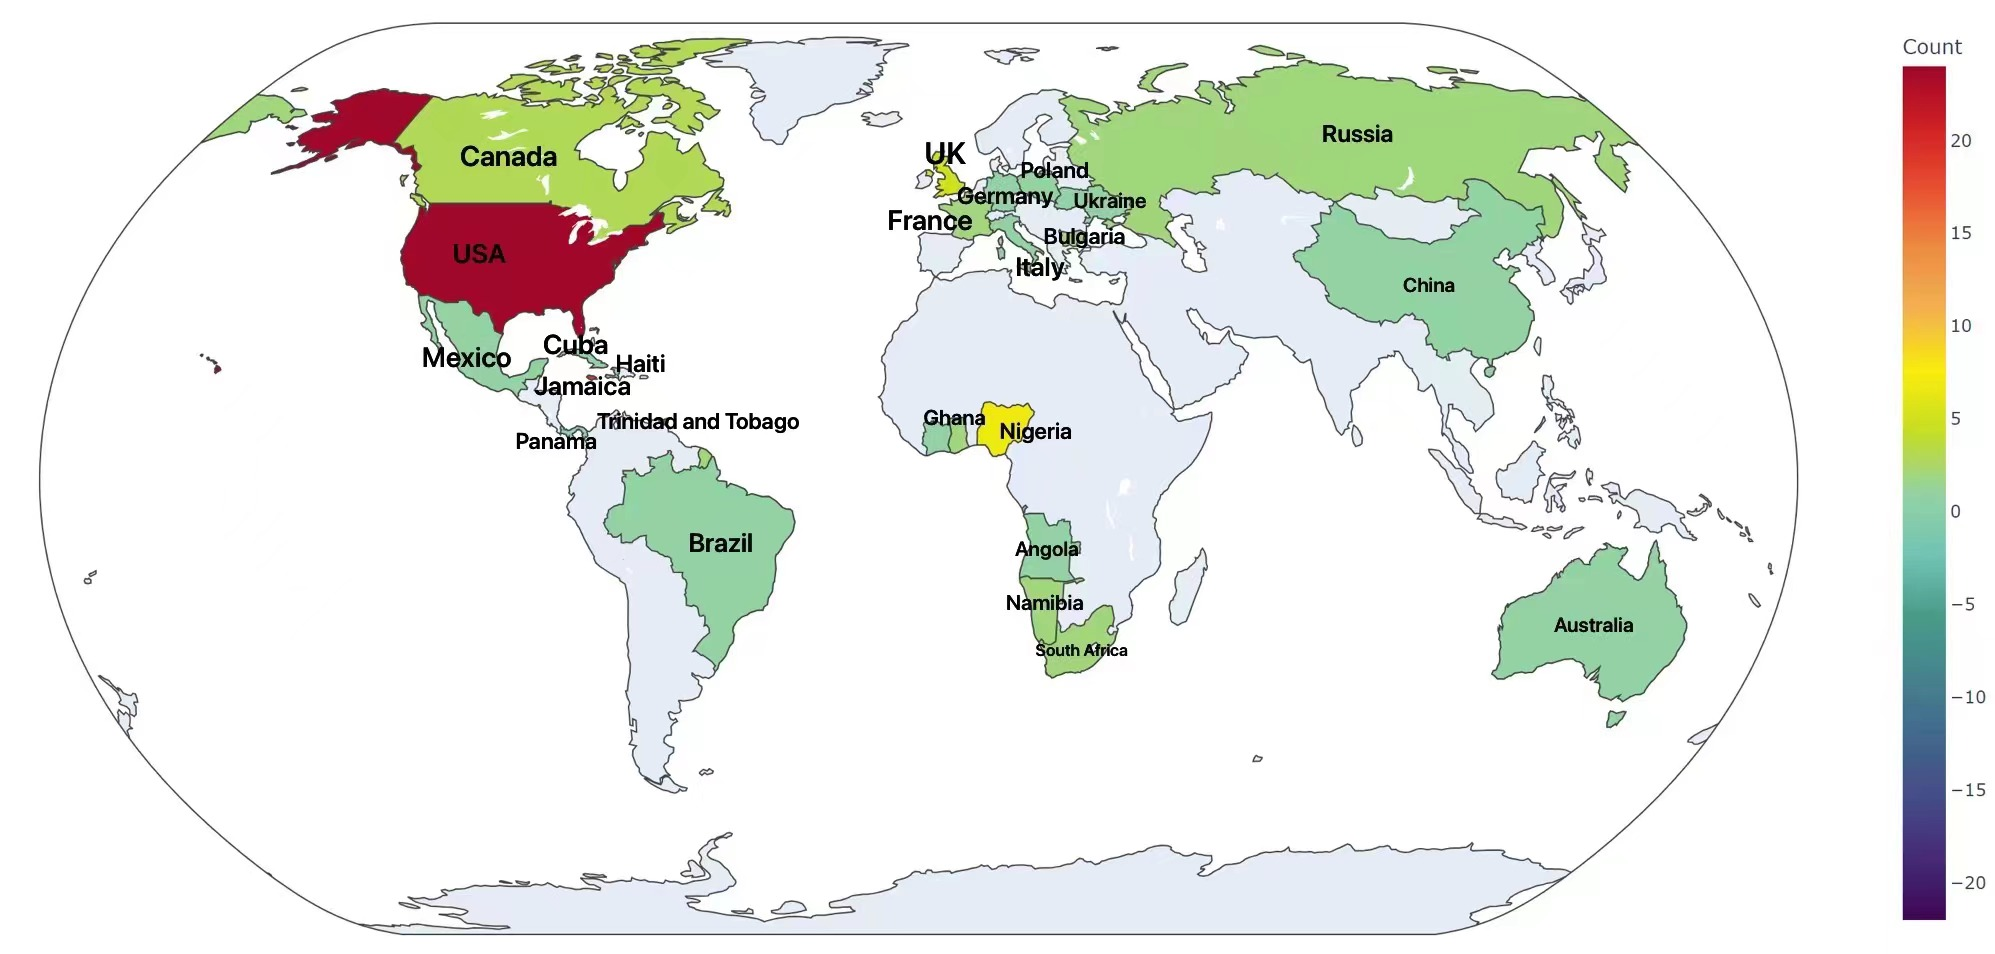 Count
UK
Canada
Russia
Poland
Germany
Ukraine
France
Bulgaria
USA
Italy
China
Cuba
Mexico
Haiti
Jamaica
Trinidad and Tobago
Panama
Ghana
Nigeria
Brazil
Angola
Namibia
South Africa
Australia
20
15
10
5
0
−5
−10
−15
−20